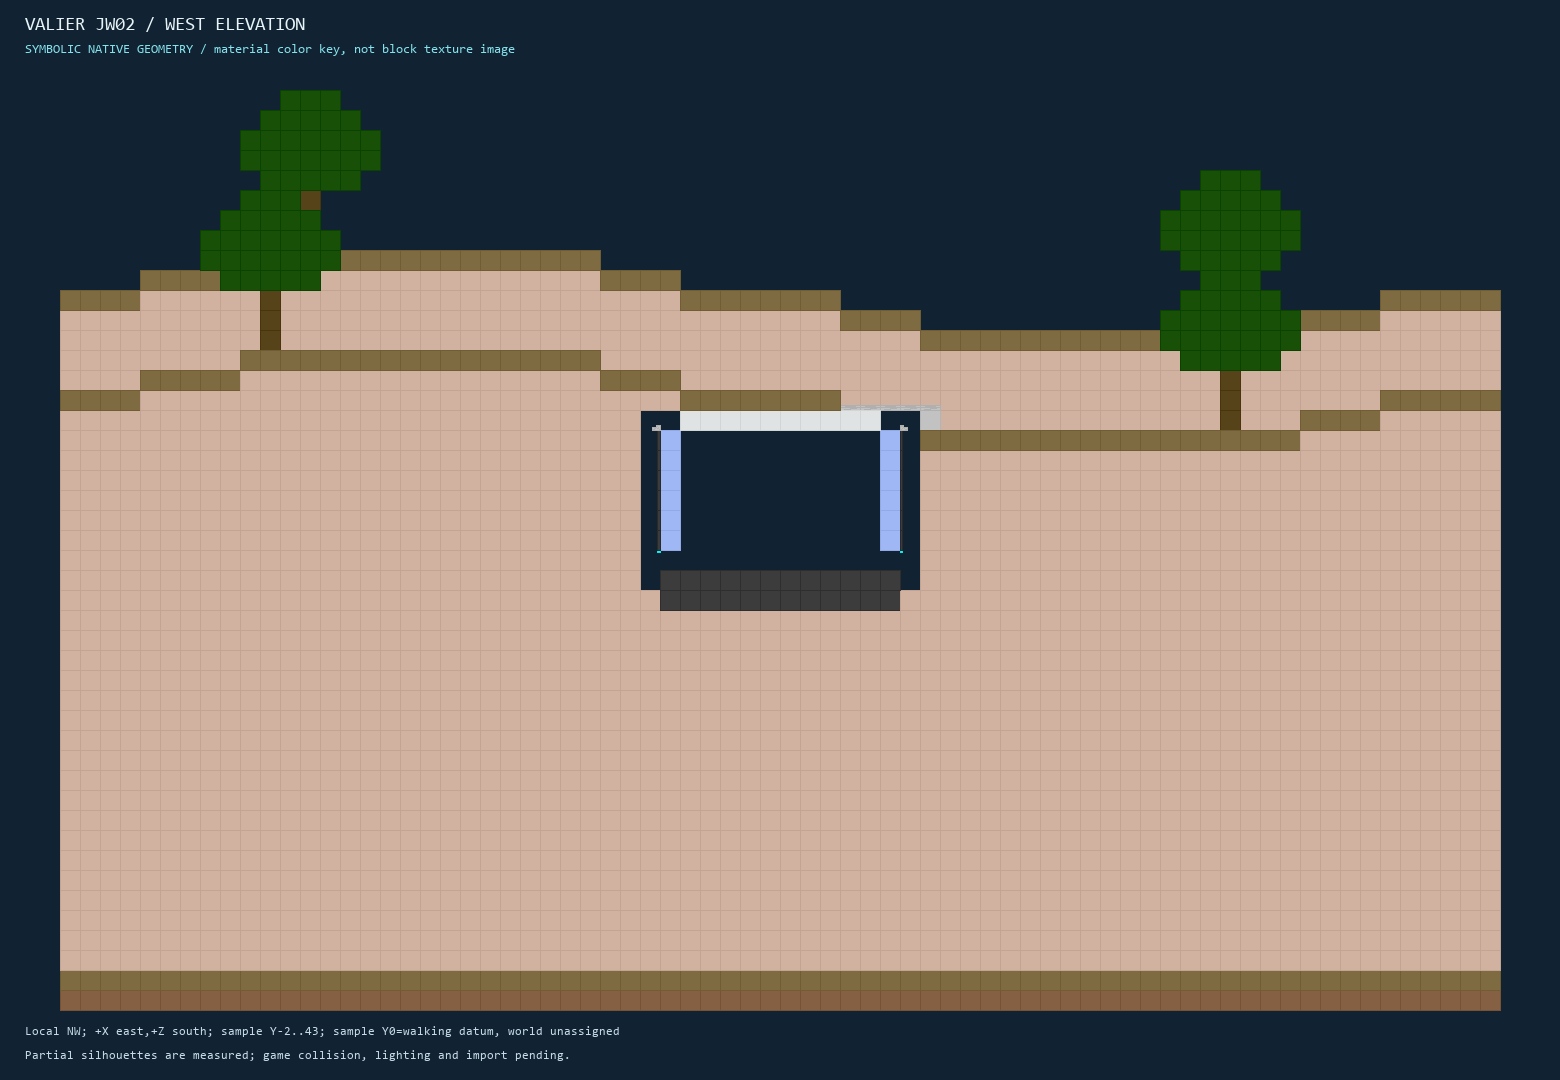 VALIER JW02 / WEST ELEVATION
SYMBOLIC NATIVE GEOMETRY / material color key, not block texture image
Local NW; +X east,+Z south; sample Y-2..43; sample Y0=walking datum, world unassigned
Partial silhouettes are measured; game collision, lighting and import pending.